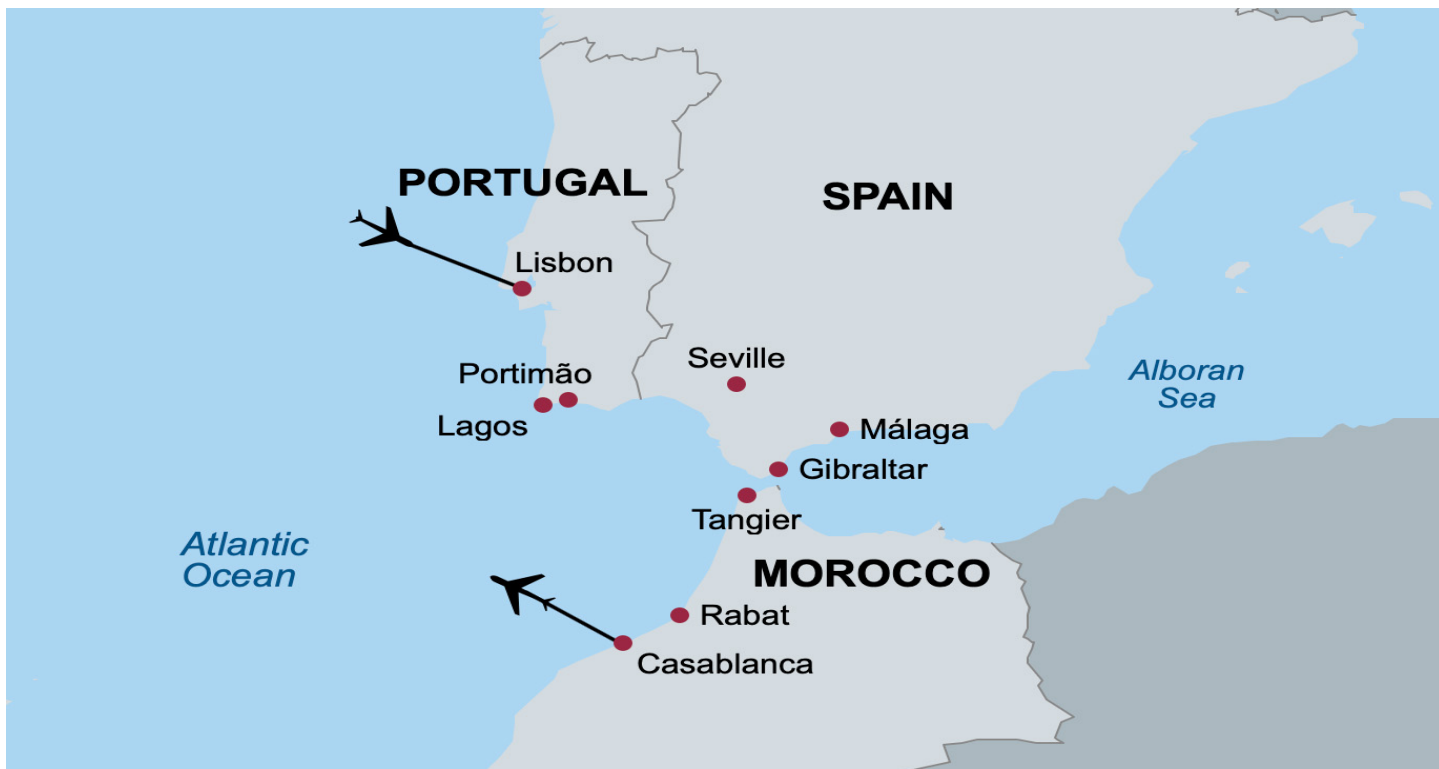 PORTUGAL
SPAIN
Lisbon
Seville
Portimão
Lagos
Málaga
Gibraltar
Tangier
Alboran
Sea
Atlantic
Ocean
MOROCCO
Rabat
Casablanca